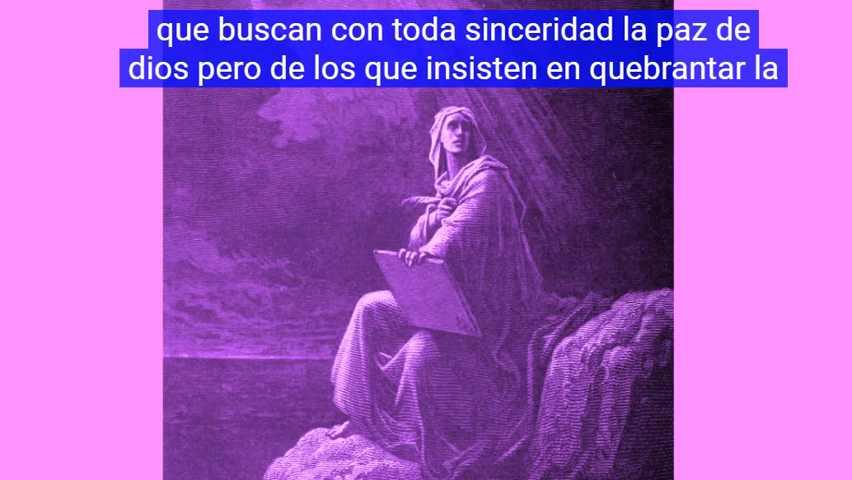 que buscan con toda sinceridad la paz de
dios pero de los que insisten en quebrantar la